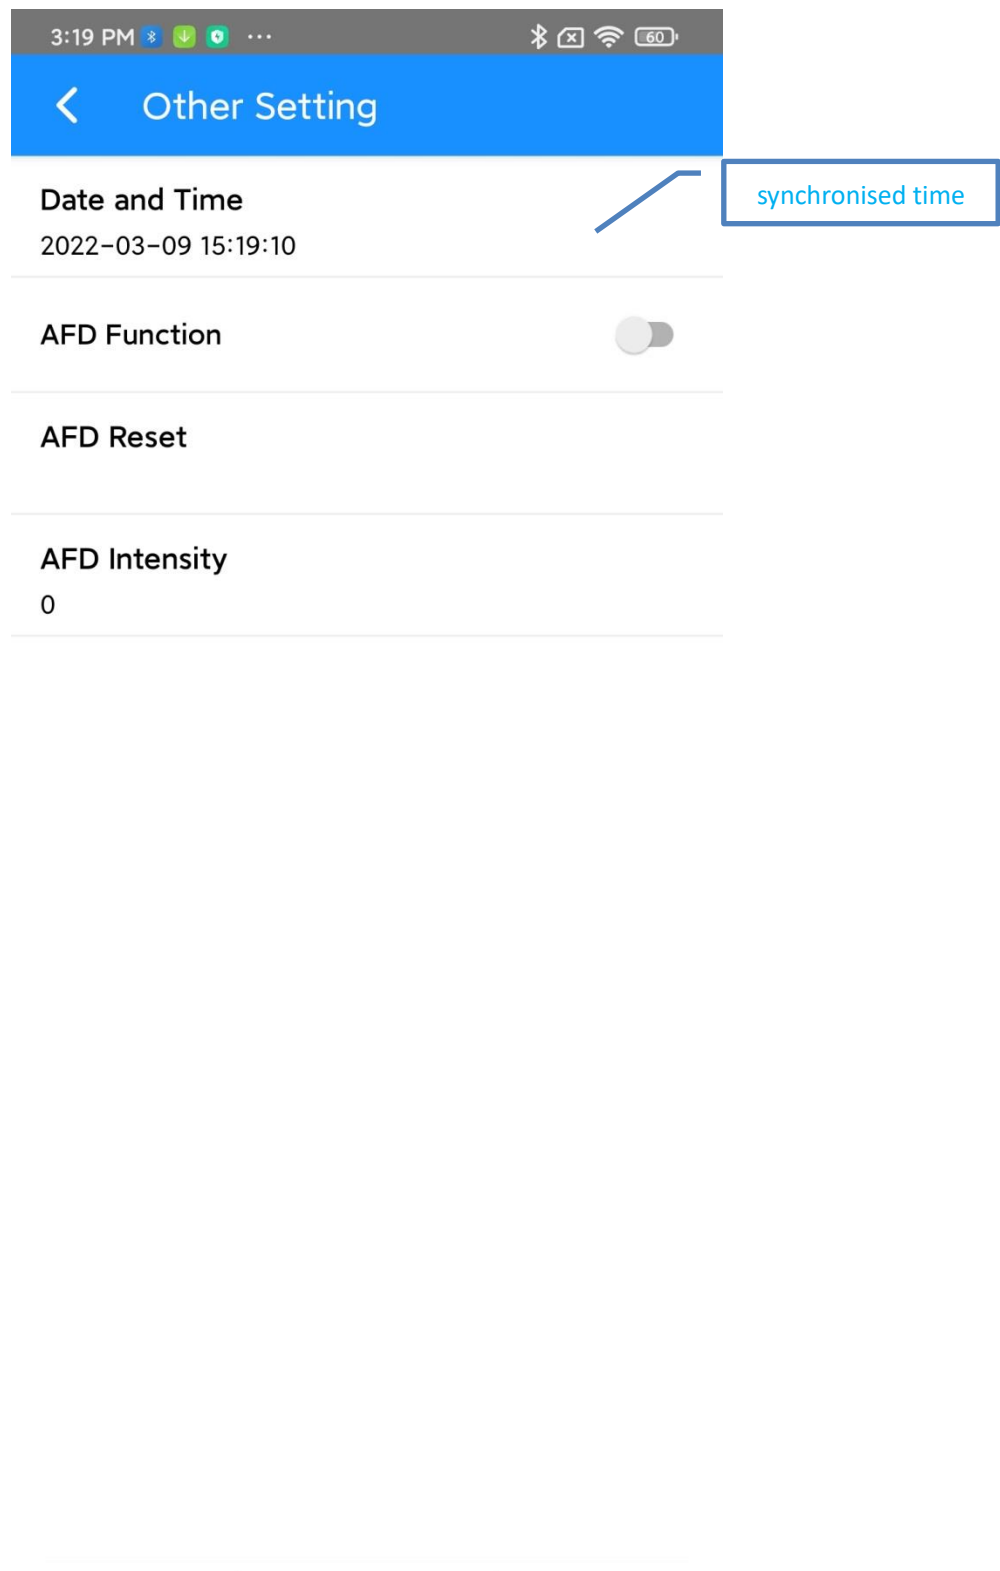 3:19 PM ··· 60
Other Setting
synchronised time
Date and Time
2022-03-09 15:19:10
AFD Function
AFD Reset
AFD Intensity
0